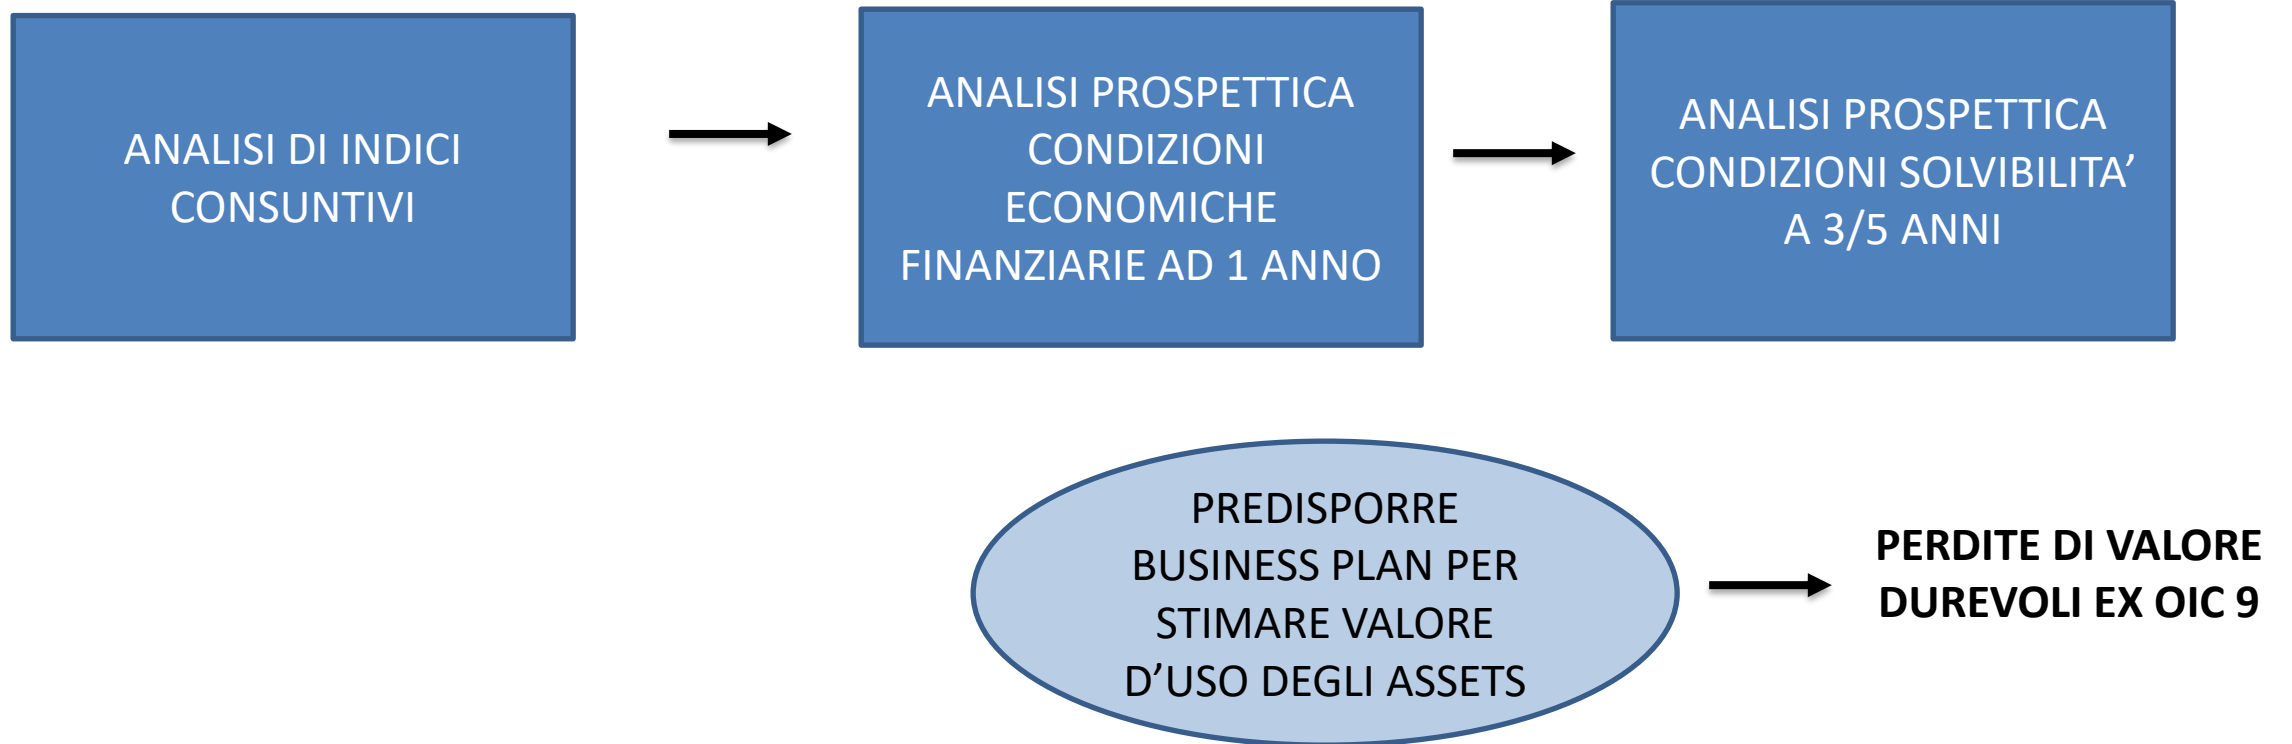 ANALISI DI INDICI
CONSUNTIVI
ANALISI PROSPETTICA
CONDIZIONI
ECONOMICHE
FINANZIARIE AD 1 ANNO
ANALISI PROSPETTICA
CONDIZIONI SOLVIBILITA’
A 3/5 ANNI
PREDISPORRE
BUSINESS PLAN PER
STIMARE VALORE
D’USO DEGLI ASSETS
PERDITE DI VALORE
DUREVOLI EX OIC 9